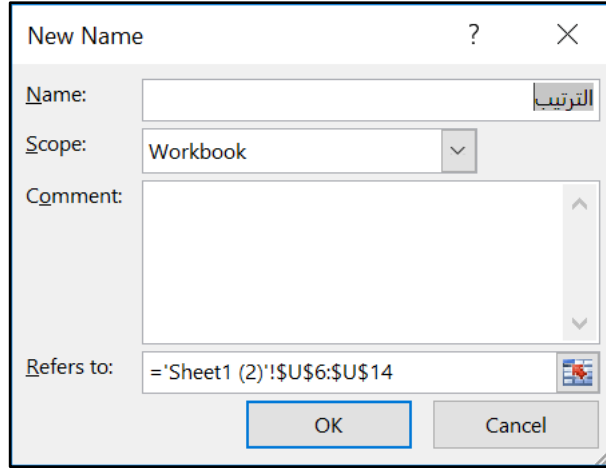 New Name ?
Name: الترتيب
Scope: Workbook
Comment:
Refers to: ='Sheet1 (2)'!$U$6:$U$14
OK Cancel